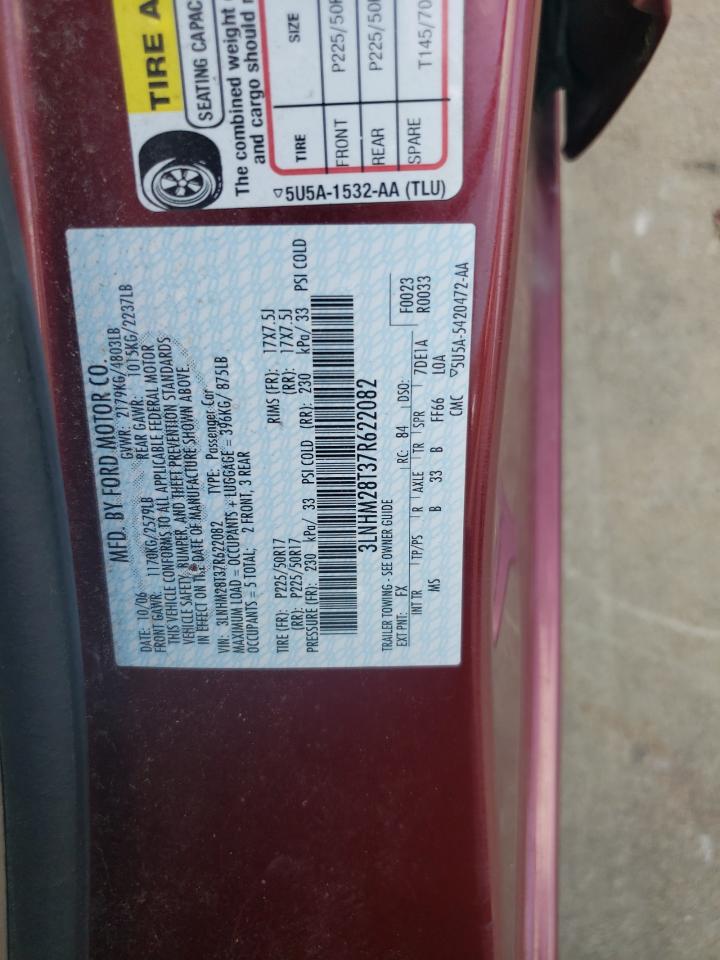 TIRE A
SEATING CAPAC
The combined weight
and cargo should
TIRE SIZE
FRONT P225/50R
REAR P225/50R
SPARE T145/70
▽5U5A-1532-AA (TLU)
MFD. BY FORD MOTOR CO.
DATE: 10/06 GVWR: 2179KG/4803LB
FRONT GAWR: 1170KG/2579LB REAR GAWR: 1015KG/2237LB
THIS VEHICLE CONFORMS TO ALL APPLICABLE FEDERAL MOTOR
VEHICLE SAFETY, BUMPER, AND THEFT PREVENTION STANDARDS
IN EFFECT ON THE DATE OF MANUFACTURE SHOWN ABOVE.
VIN: 3LNHM28T37R622082 TYPE: Passenger Car
MAXIMUM LOAD = OCCUPANTS + LUGGAGE = 396KG/ 875LB
OCCUPANTS = 5 TOTAL; 2 FRONT, 3 REAR
TIRE (FR): P225/50R17 RIMS (FR): 17X7.5J
(RR): P225/50R17 (RR): 17X7.5J
PRESSURE (FR): 230 kPa/ 33 PSI COLD (RR): 230 kPa/ 33 PSI COLD
3LNHM28T37R622082
TRAILER TOWING - SEE OWNER GUIDE F0023
EXT PNT: FX RC: 84 DSO: R0033
INT TR TP/PS R AXLE TR SPR 7DE1A
MS B 33 B FF66 LOA
CMC ▽5U5A-5420472-AA